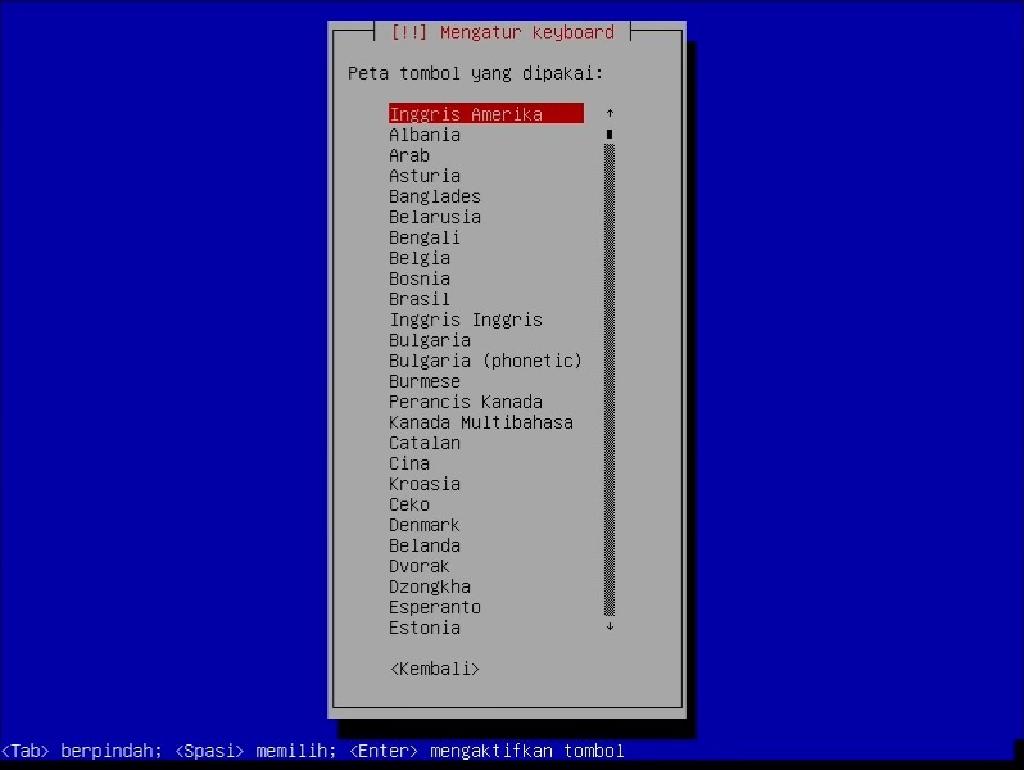 [!!] Mengatur keyboard
Peta tombol yang dipakai:
Inggris Amerika
Albania
Arab
Asturia
Banglades
Belarusia
Bengali
Belgia
Bosnia
Brasil
Inggris Inggris
Bulgaria
Bulgaria (phonetic)
Burmese
Perancis Kanada
Kanada Multibahasa
Catalan
Cina
Kroasia
Ceko
Denmark
Belanda
Dvorak
Dzongkha
Esperanto
Estonia
<Kembali>
<Tab> berpindah; <Spasi> memilih; <Enter> mengaktifkan tombol